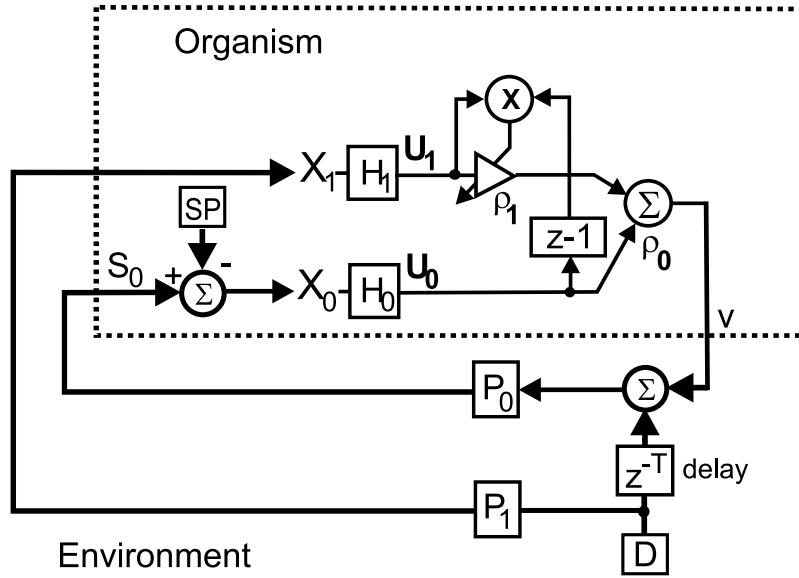 Organism
X
X₁
H₁
U₁
ρ₁
Σ
ρ₀
SP
z-1
S₀
+
-
Σ
X₀
H₀
U₀
v
P₀
Σ
z⁻ᵀ
delay
P₁
D
Environment